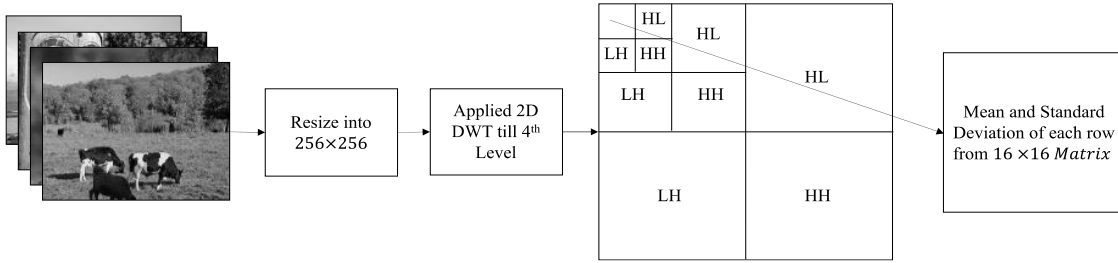 Resize into
256×256
Applied 2D
DWT till 4th
Level
HL
HL
LH HH
HL
LH
HH
LH
HH
Mean and Standard
Deviation of each row
from 16 ×16 Matrix